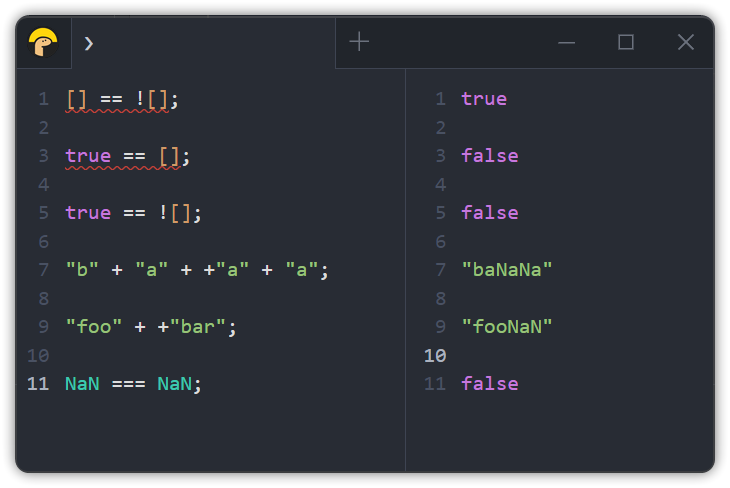 ❯
1 [] == ![];
2
3 true == [];
4
5 true == ![];
6
7 "b" + "a" + +"a" + "a";
8
9 "foo" + +"bar";
10
11 NaN === NaN;
1 true
2
3 false
4
5 false
6
7 "baNaNa"
8
9 "fooNaN"
10
11 false